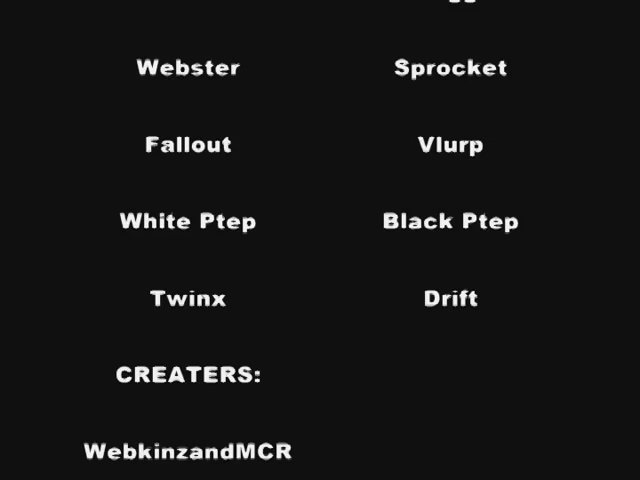 Webster Sprocket
Fallout Vlurp
White Ptep Black Ptep
Twinx Drift
CREATERS:
WebkinzandMCR